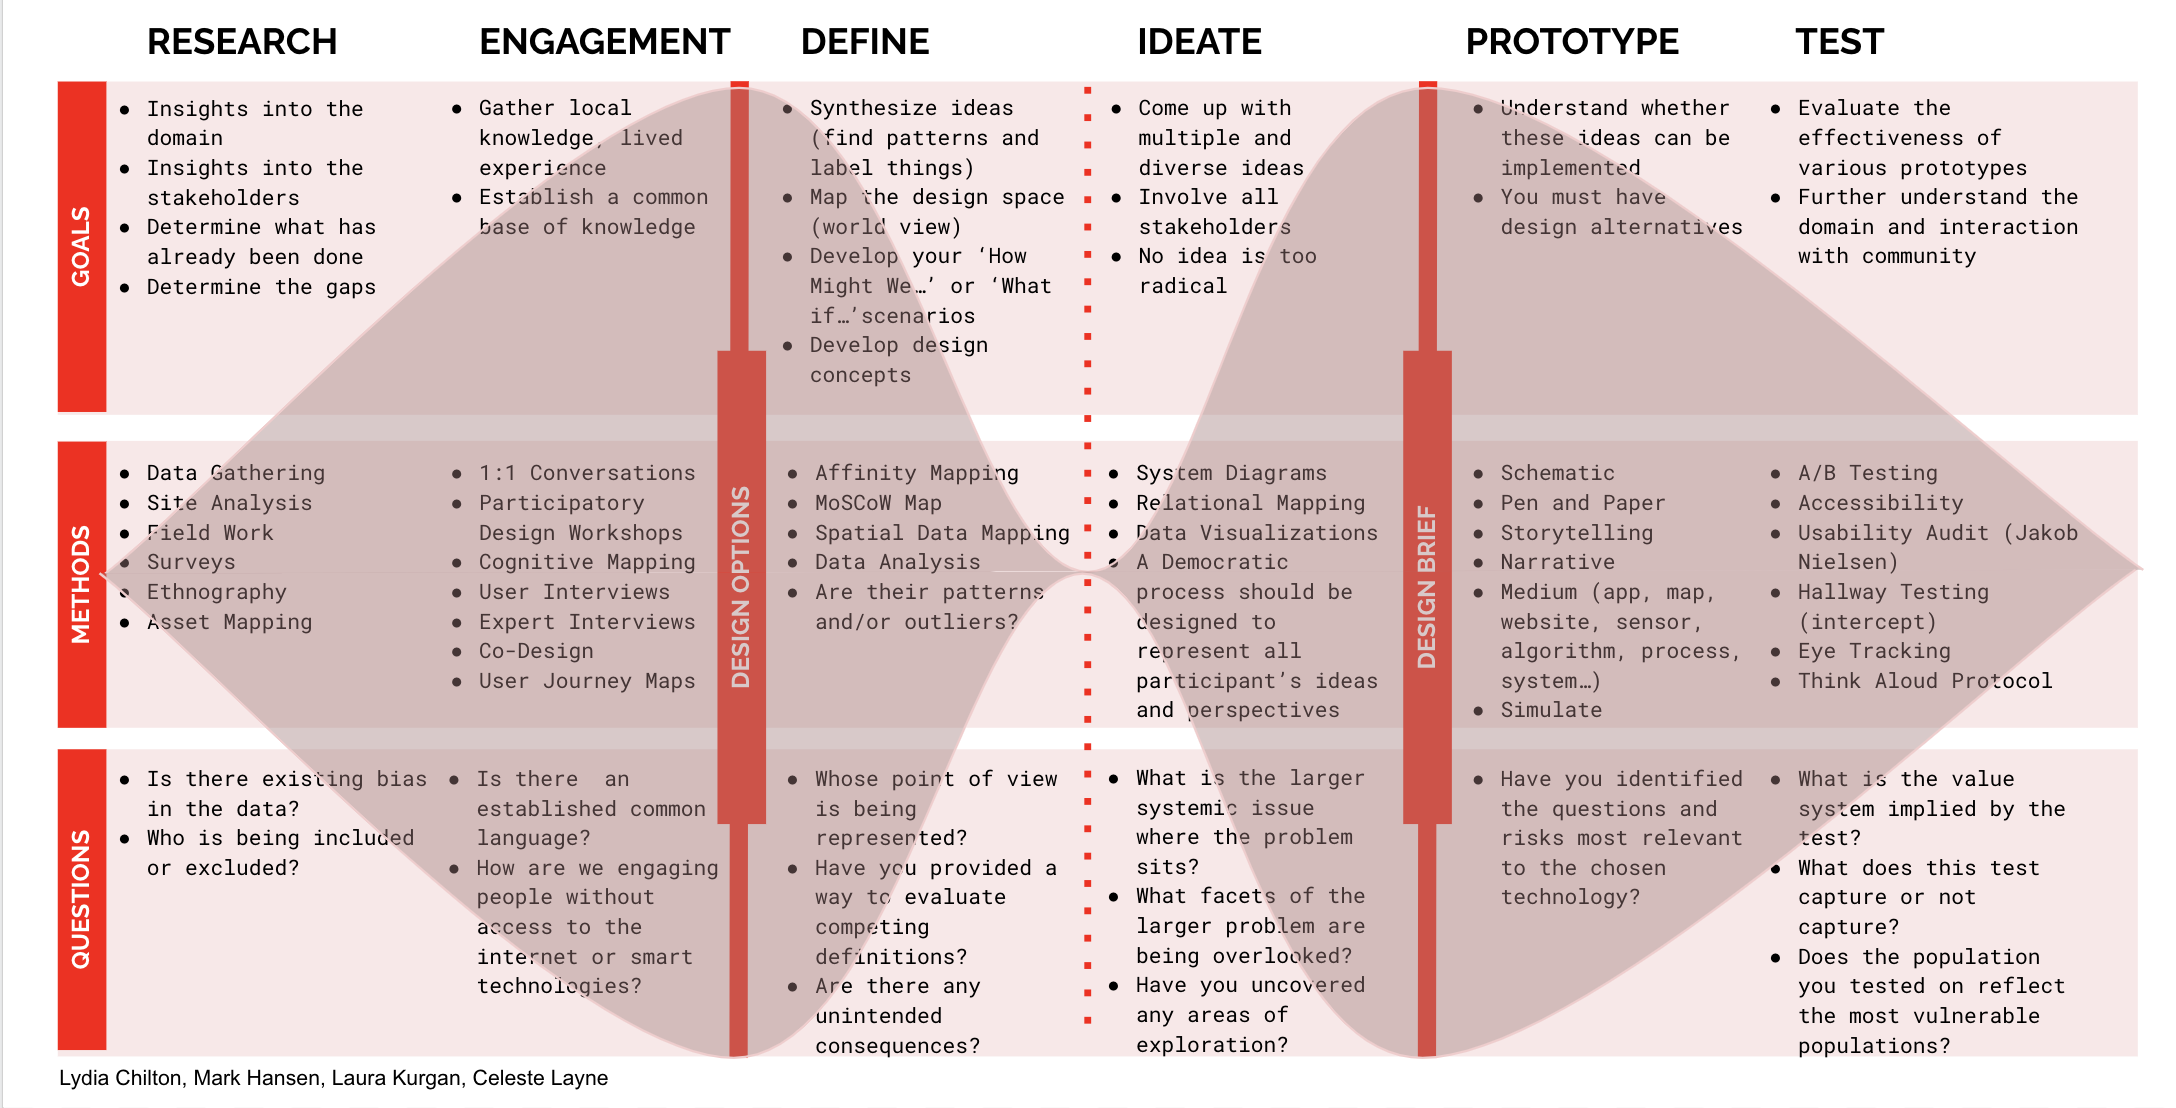 RESEARCH
ENGAGEMENT
DEFINE
IDEATE
PROTOTYPE
TEST
GOALS
● Insights into the
domain
● Insights into the
stakeholders
● Determine what has
already been done
● Determine the gaps
● Gather local
knowledge, lived
experience
● Establish a common
base of knowledge
● Synthesize ideas
(find patterns and
label things)
● Map the design space
(world view)
● Develop your ‘How
Might We…’ or ‘What
if…’scenarios
● Develop design
concepts
● Come up with
multiple and
diverse ideas
● Involve all
stakeholders
● No idea is too
radical
● Understand whether
these ideas can be
implemented
● You must have
design alternatives
● Evaluate the
effectiveness of
various prototypes
● Further understand the
domain and interaction
with community
METHODS
● Data Gathering
● Site Analysis
● Field Work
● Surveys
● Ethnography
● Asset Mapping
● 1:1 Conversations
● Participatory
Design Workshops
● Cognitive Mapping
● User Interviews
● Expert Interviews
● Co-Design
● User Journey Maps
DESIGN OPTIONS
● Affinity Mapping
● MoSCoW Map
● Spatial Data Mapping
● Data Analysis
● Are their patterns
and/or outliers?
● System Diagrams
● Relational Mapping
● Data Visualizations
● A Democratic
process should be
designed to
represent all
participant’s ideas
and perspectives
DESIGN BRIEF
● Schematic
● Pen and Paper
● Storytelling
● Narrative
● Medium (app, map,
website, sensor,
algorithm, process,
system…)
● Simulate
● A/B Testing
● Accessibility
● Usability Audit (Jakob
Nielsen)
● Hallway Testing
(intercept)
● Eye Tracking
● Think Aloud Protocol
QUESTIONS
● Is there existing bias
in the data?
● Who is being included
or excluded?
● Is there  an
established common
language?
● How are we engaging
people without
access to the
internet or smart
technologies?
● Whose point of view
is being
represented?
● Have you provided a
way to evaluate
competing
definitions?
● Are there any
unintended
consequences?
● What is the larger
systemic issue
where the problem
sits?
● What facets of the
larger problem are
being overlooked?
● Have you uncovered
any areas of
exploration?
● Have you identified
the questions and
risks most relevant
to the chosen
technology?
● What is the value
system implied by the
test?
● What does this test
capture or not
capture?
● Does the population
you tested on reflect
the most vulnerable
populations?
Lydia Chilton, Mark Hansen, Laura Kurgan, Celeste Layne